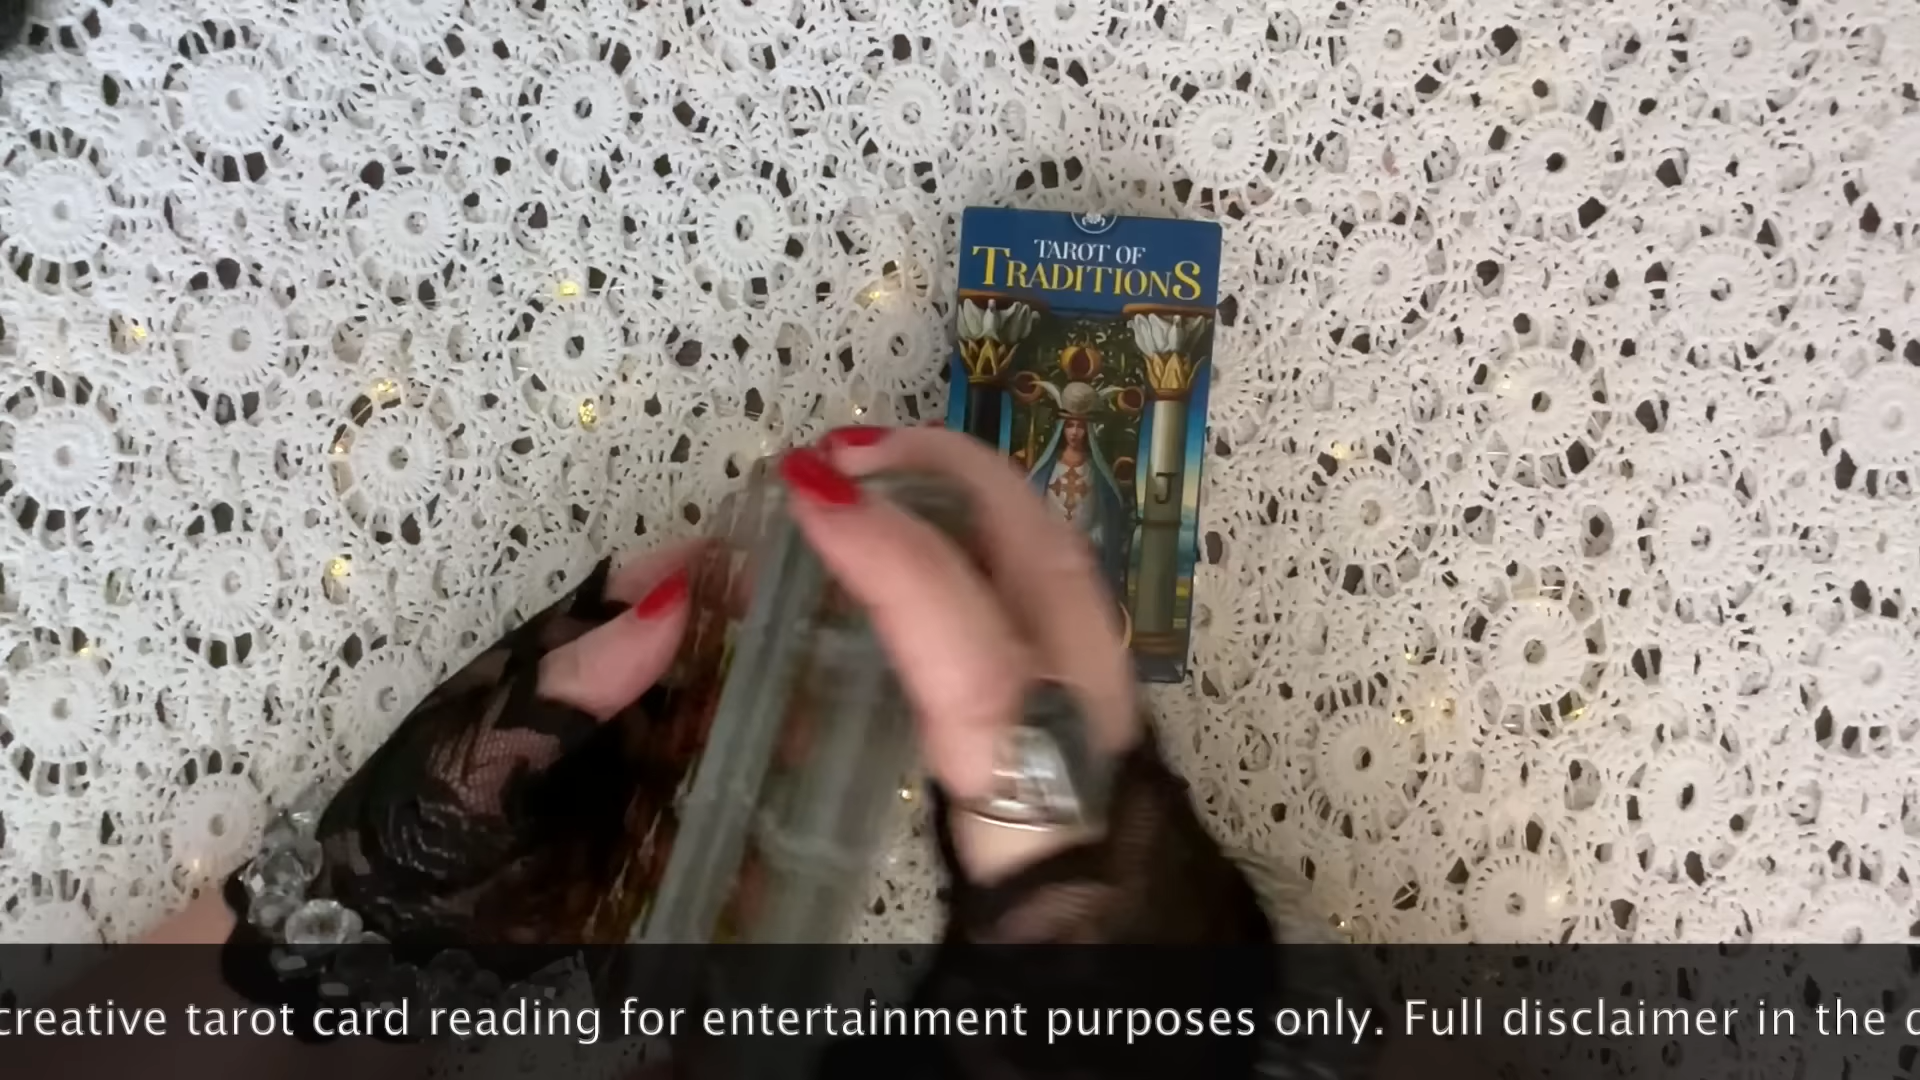 TAROT OF
TRADITIONS
J
creative tarot card reading for entertainment purposes only. Full disclaimer in the